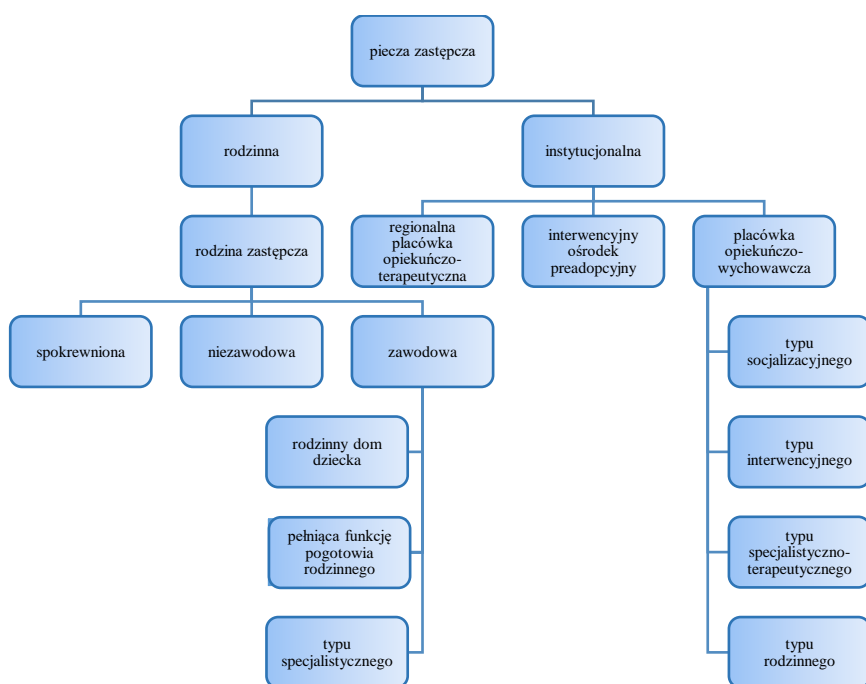 piecza zastępcza
rodzinna
instytucjonalna
rodzina zastępcza
regionalna
placówka
opiekuńczo-
terapeutyczna
interwencyjny
ośrodek
preadopcyjny
placówka
opiekuńczo-
wychowawcza
spokrewniona
niezawodowa
zawodowa
typu
socjalizacyjnego
rodzinny dom
dziecka
typu
interwencyjnego
pełniąca funkcję
pogotowia
rodzinnego
typu
specjalistyczno-
terapeutycznego
typu
specjalistycznego
typu
rodzinnego